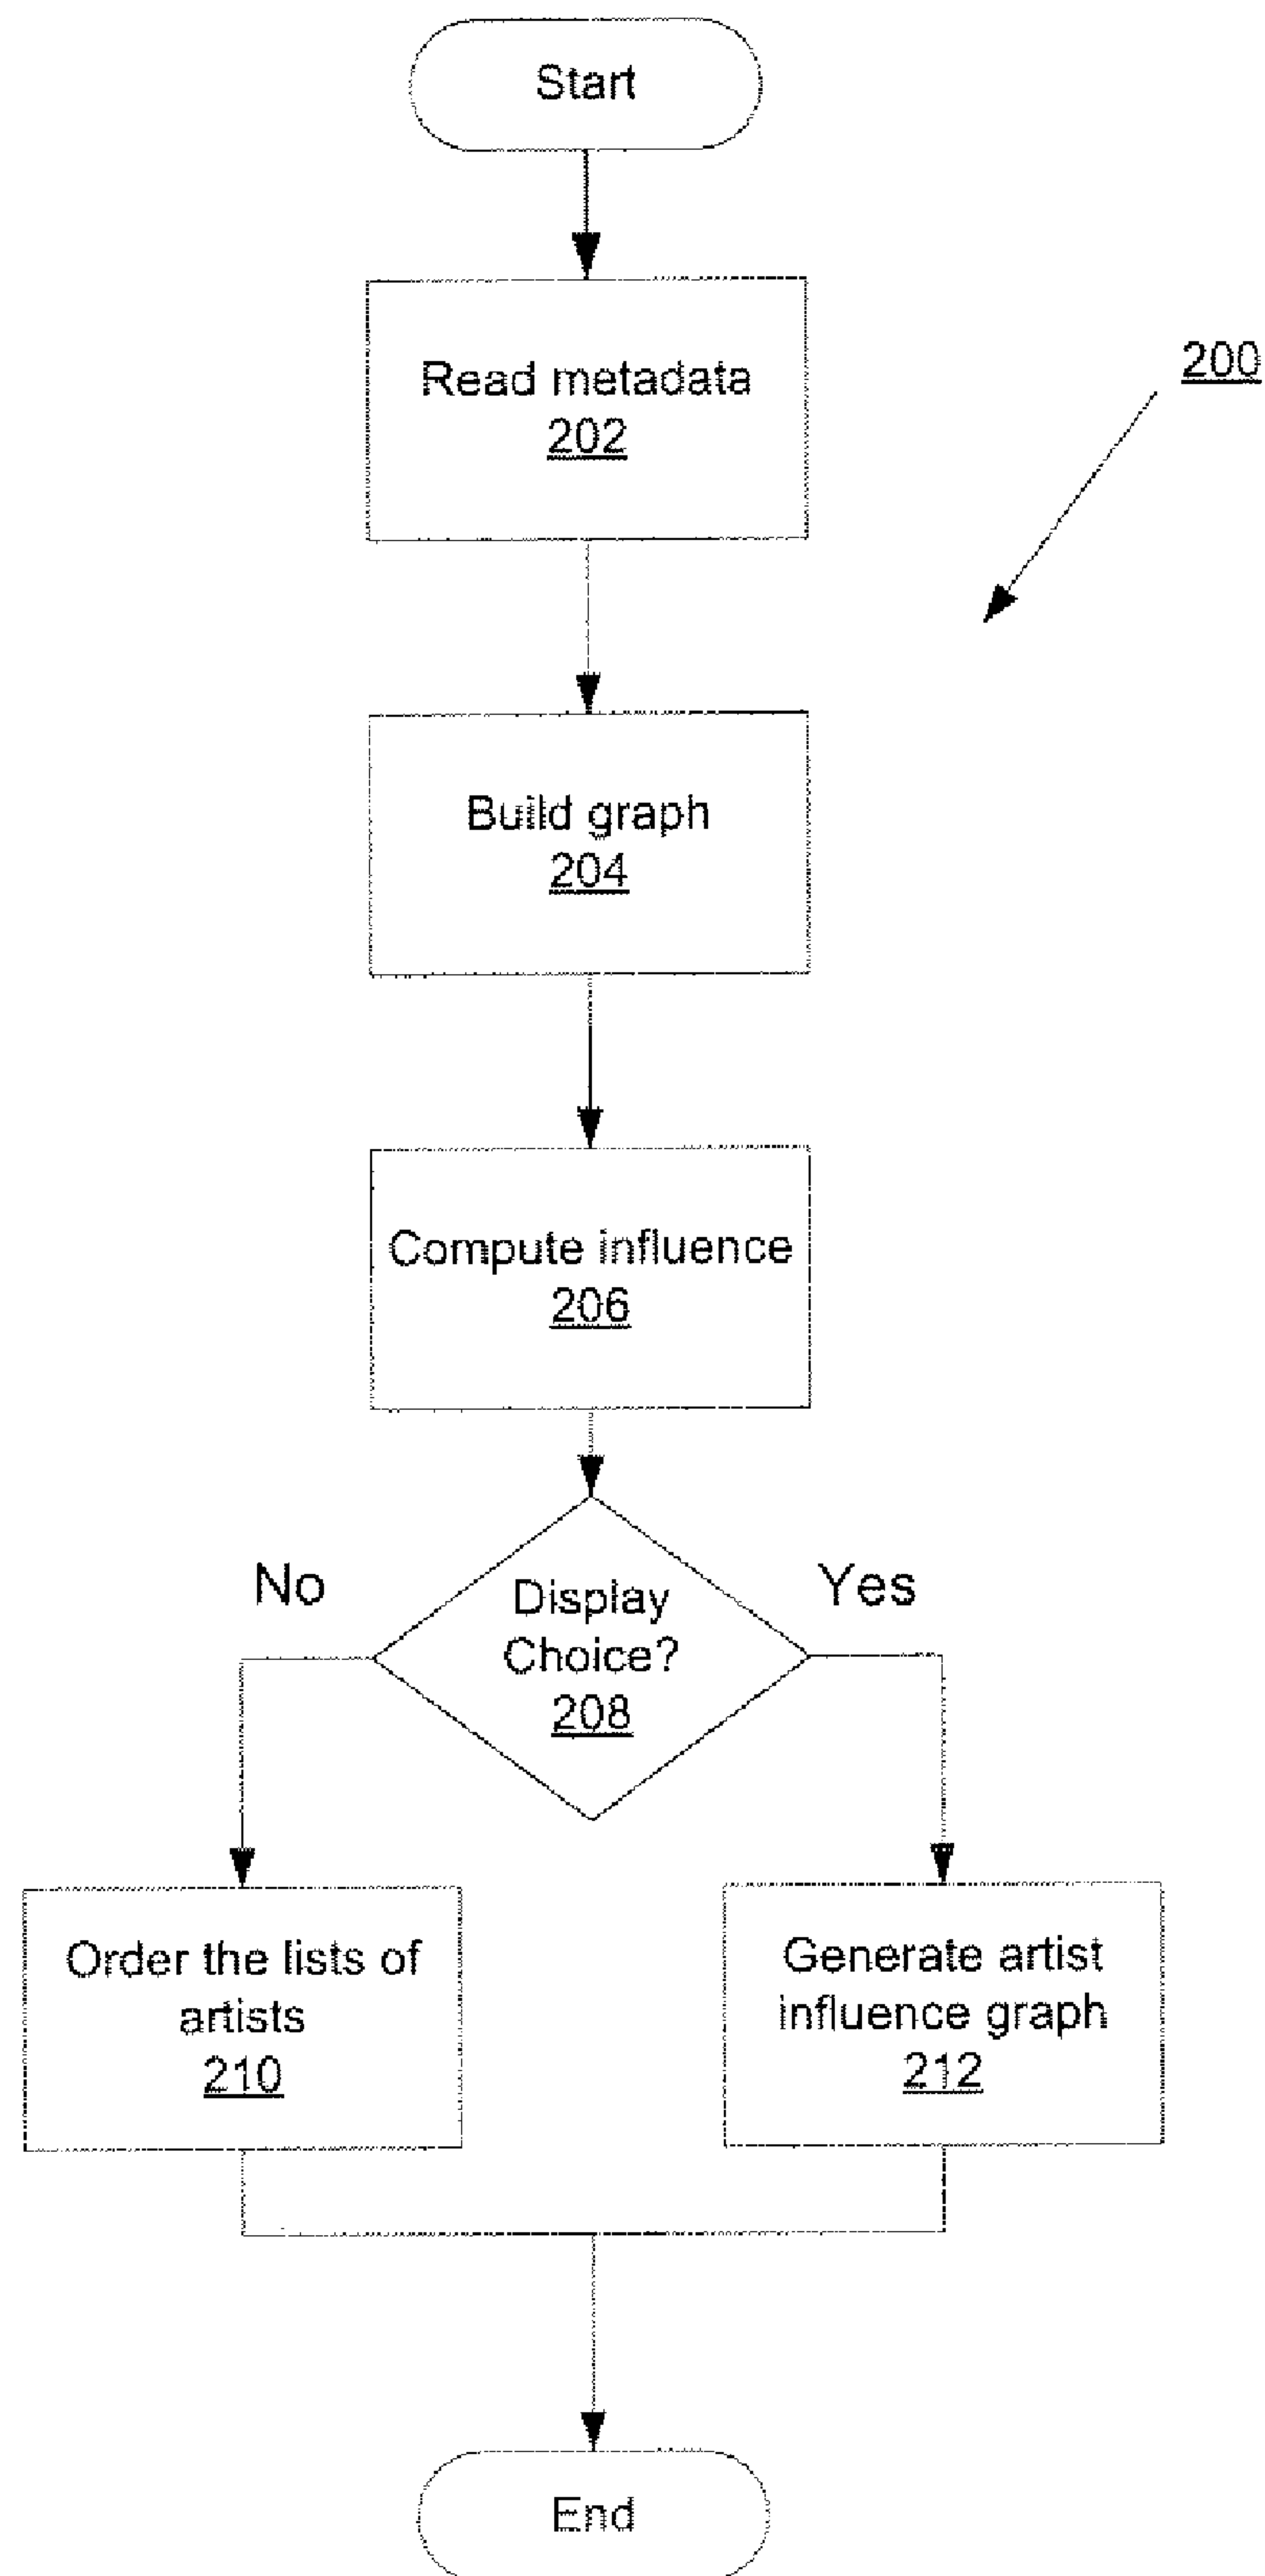 Start
Read metadata
202
200
Build graph
204
Compute influence
206
No
Display
Choice?
208
Yes
Order the lists of
artists
210
Generate artist
influence graph
212
End